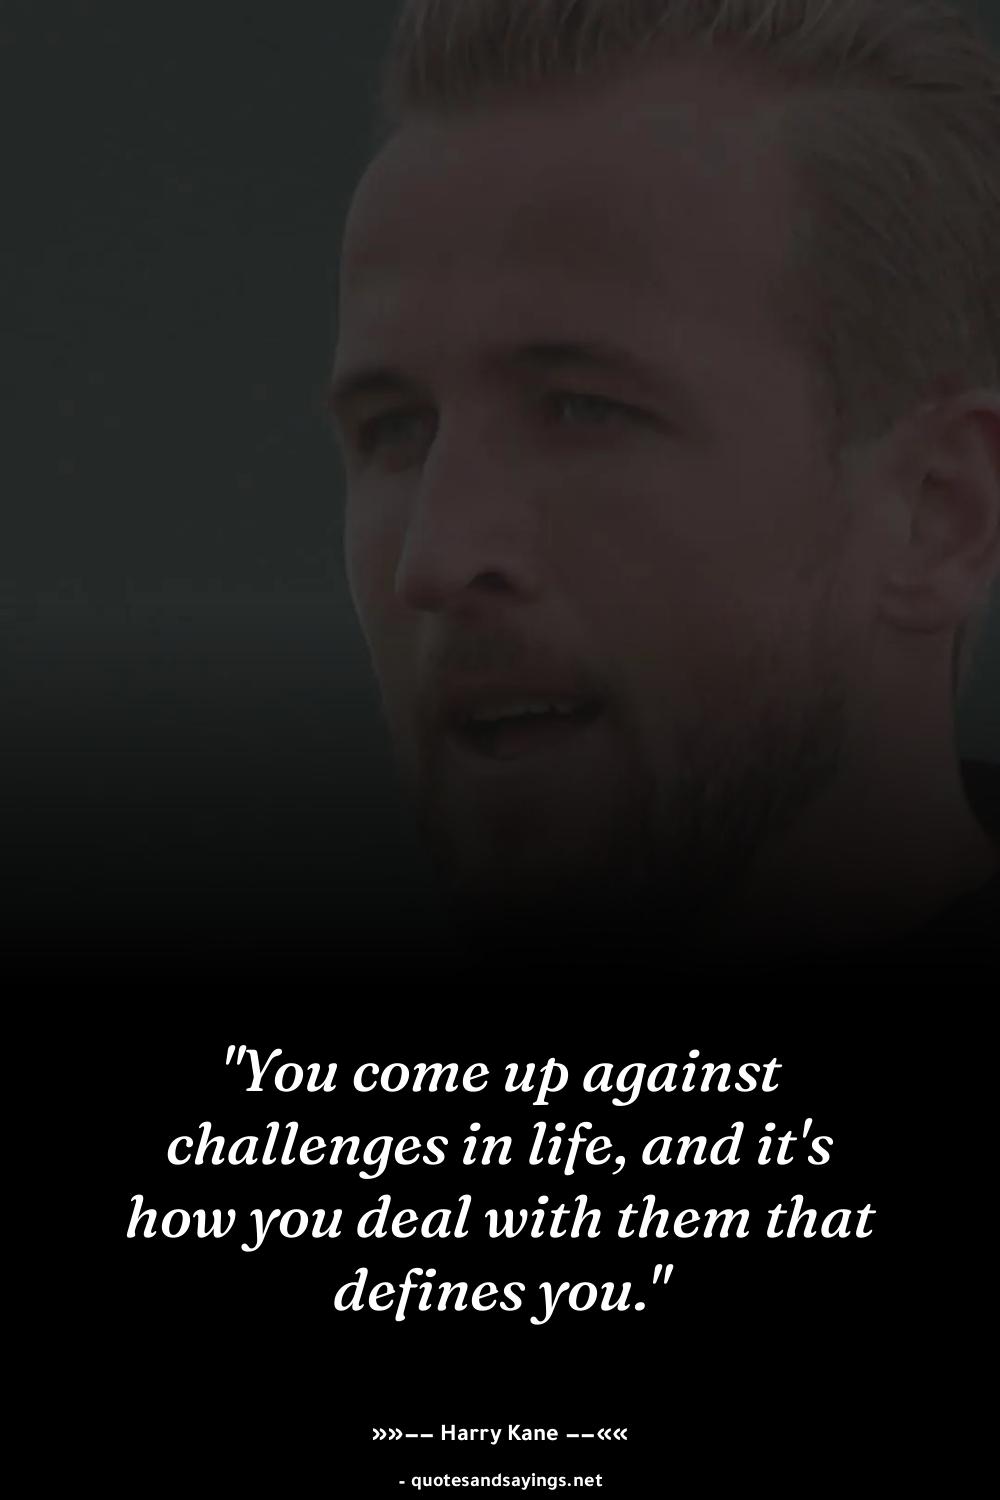 "You come up against
challenges in life, and it's
how you deal with them that
defines you."
»»–– Harry Kane ––««
- quotesandsayings.net